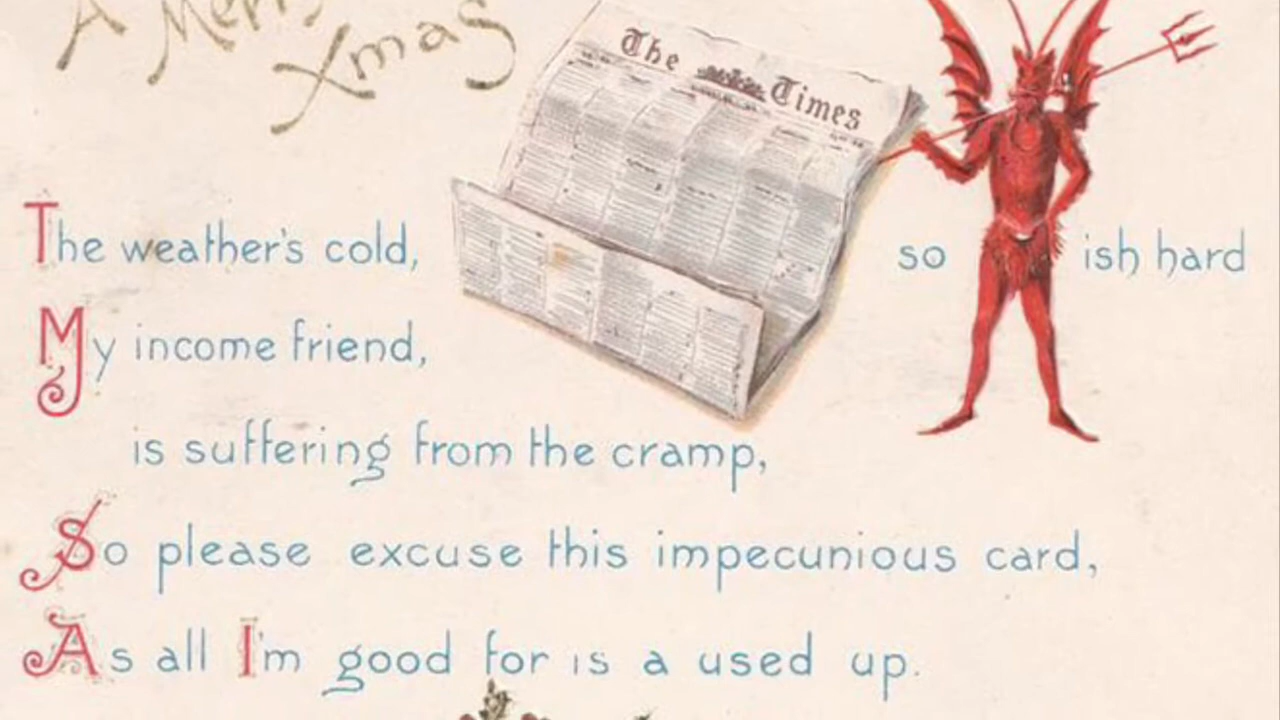 A Merry
Xmas
The Times
The weather's cold, so ish hard
My income friend,
is suffering from the cramp,
So please excuse this impecunious card,
As all I'm good for is a used up.